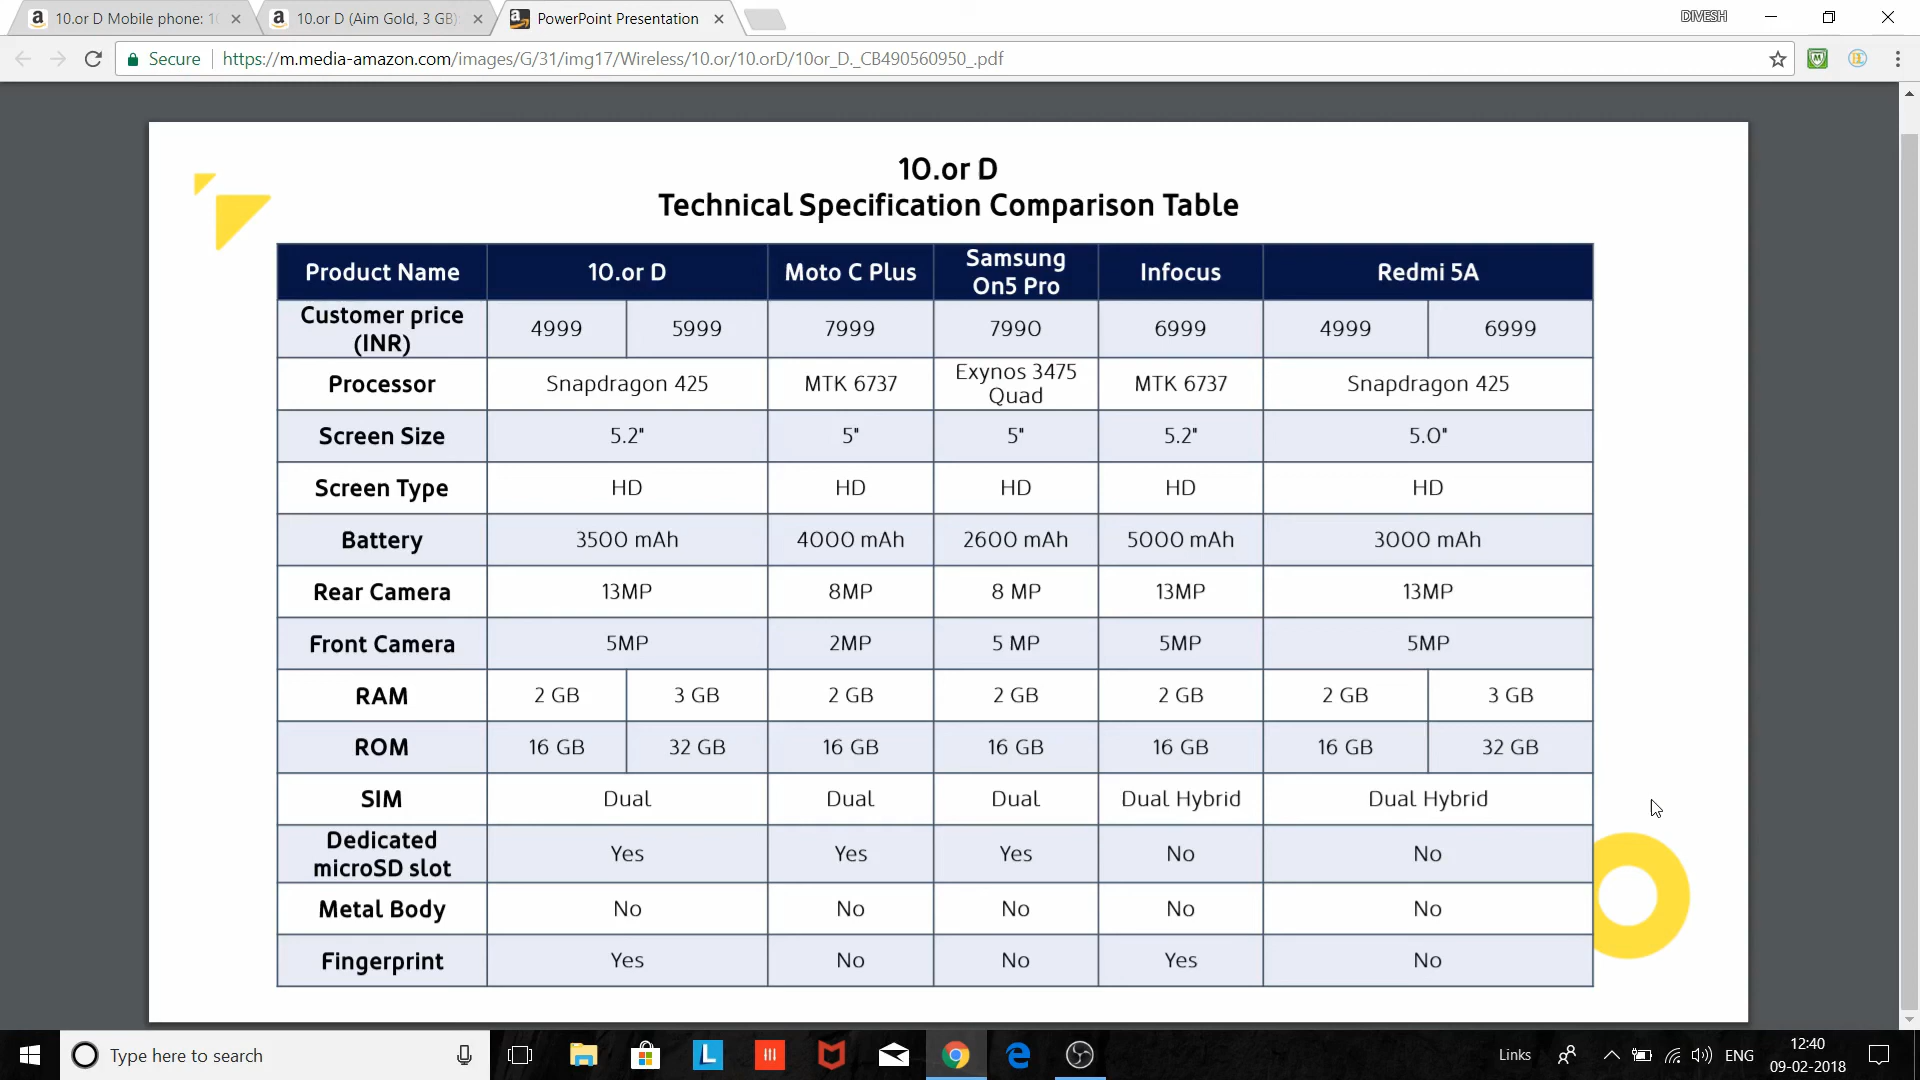 10.or D Mobile phone: 10
10.or D (Aim Gold, 3 GB)
PowerPoint Presentation
DIVESH
Secure
https://m.media-amazon.com/images/G/31/img17/Wireless/10.or/10.orD/10or_D._CB490560950_.pdf
10.or D
Technical Specification Comparison Table
Product Name 10.or D Moto C Plus Samsung On5 Pro Infocus Redmi 5A
Customer price (INR) 4999 5999 7999 7990 6999 4999 6999
Processor Snapdragon 425 MTK 6737 Exynos 3475 Quad MTK 6737 Snapdragon 425
Screen Size 5.2" 5" 5" 5.2" 5.0"
Screen Type HD HD HD HD HD
Battery 3500 mAh 4000 mAh 2600 mAh 5000 mAh 3000 mAh
Rear Camera 13MP 8MP 8 MP 13MP 13MP
Front Camera 5MP 2MP 5 MP 5MP 5MP
RAM 2 GB 3 GB 2 GB 2 GB 2 GB 2 GB 3 GB
ROM 16 GB 32 GB 16 GB 16 GB 16 GB 16 GB 32 GB
SIM Dual Dual Dual Dual Hybrid Dual Hybrid
Dedicated microSD slot Yes Yes Yes No No
Metal Body No No No No No
Fingerprint Yes No No Yes No
Type here to search
Links
ENG
12:40
09-02-2018